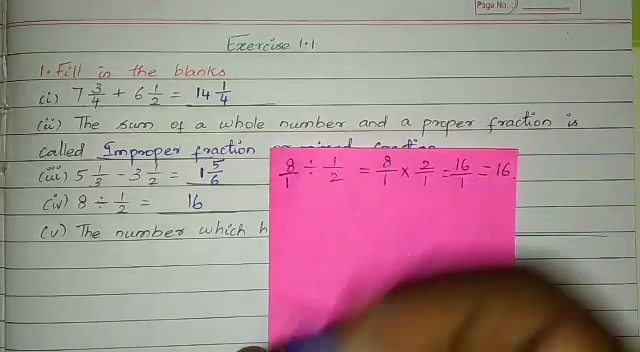 Page No. :
Exercise 1.1
1. Fill in the blanks
(i) 7 3/4 + 6 1/2 = 14 1/4
(ii) The sum of a whole number and a proper fraction is
called Improper fraction or mixed fraction
(iii) 5 1/3 - 3 1/2 = 1 5/6
8/1 ÷ 1/2 = 8/1 × 2/1 = 16/1 = 16.
(iv) 8 ÷ 1/2 = 16
(v) The number which